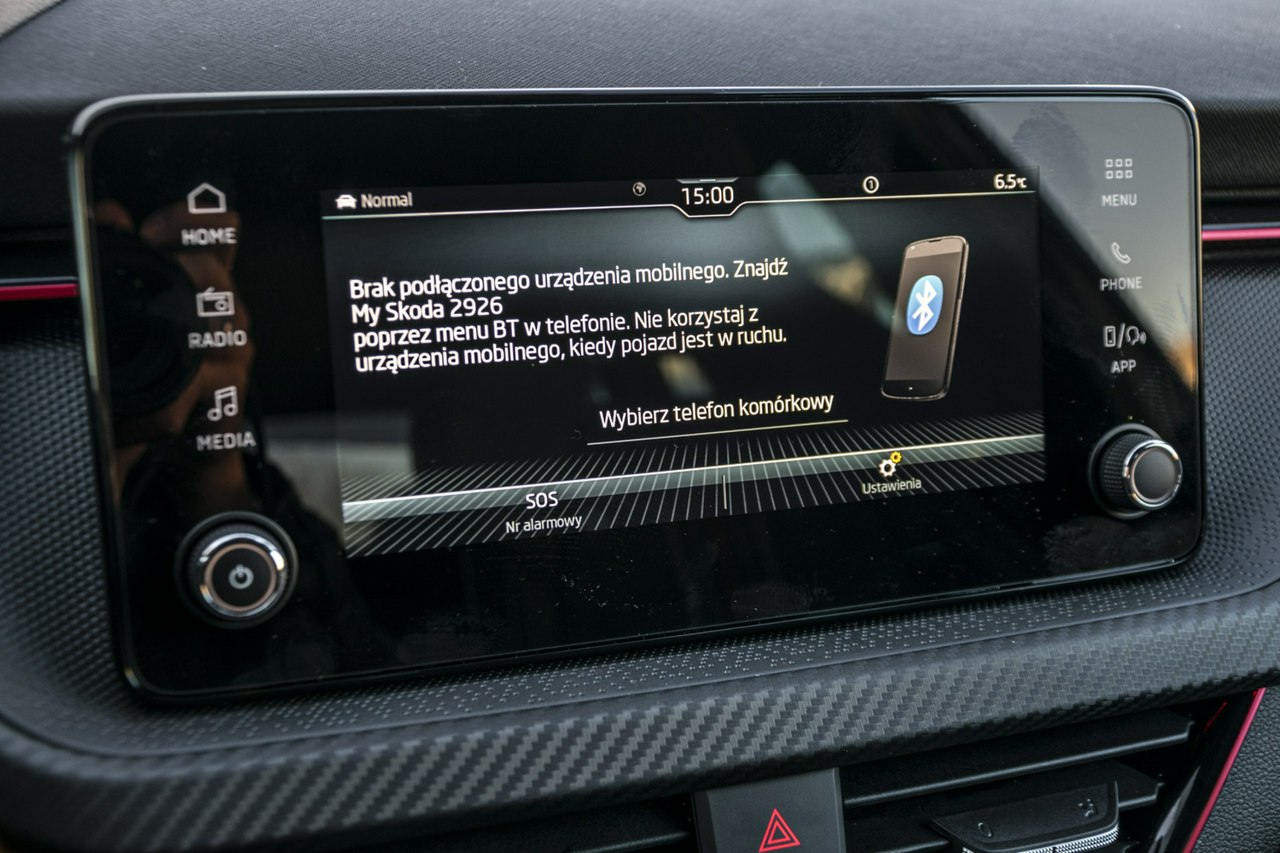 HOME
RADIO
MEDIA
Normal
15:00
1
6.5°C
Brak podłączonego urządzenia mobilnego. Znajdź
My Skoda 2926
poprzez menu BT w telefonie. Nie korzystaj z
urządzenia mobilnego, kiedy pojazd jest w ruchu.
Wybierz telefon komórkowy
SOS
Nr alarmowy
Ustawienia
MENU
PHONE
APP